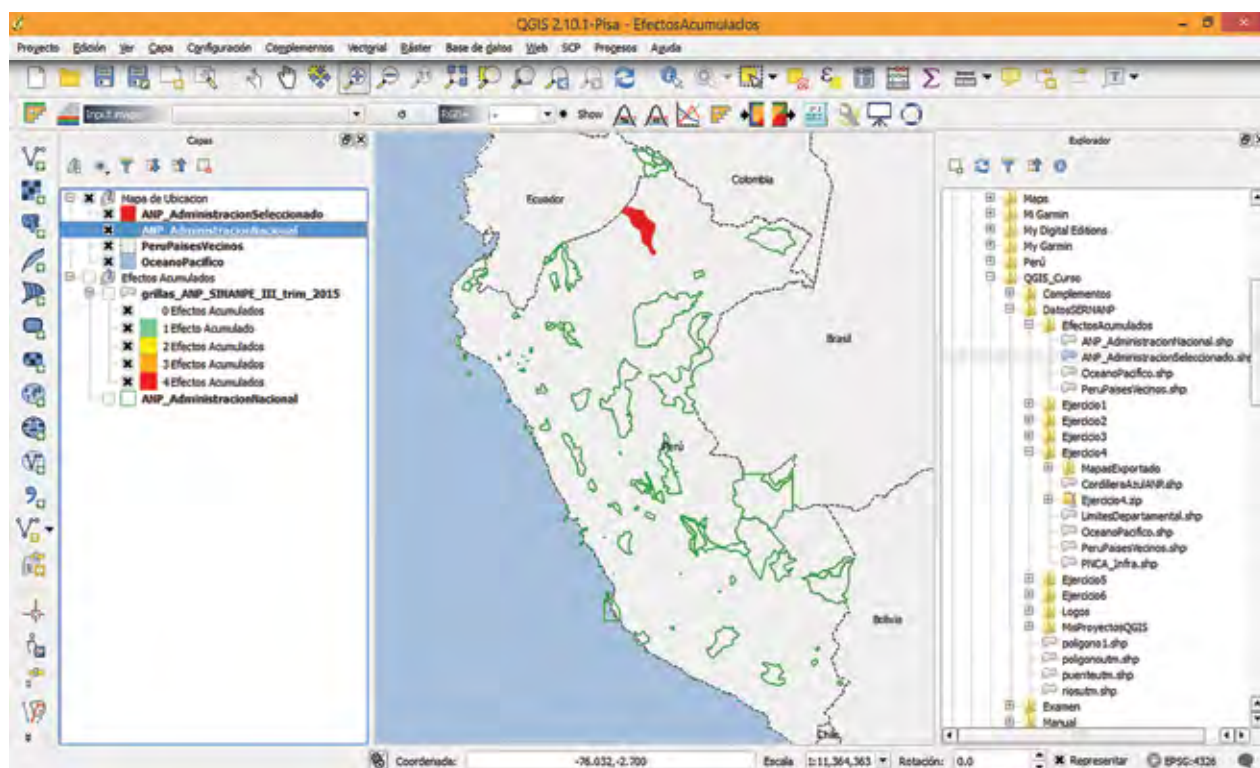 QGIS 2.10.1-Pisa - EfectosAcumulados
Proyecto Edición Ver Capa Configuración Complementos Vectorial Ráster Base de datos Web SCP Procesos Ayuda
RGB= - Show
Capas
Mapa de Ubicacion
ANP_AdministracionSeleccionado
ANP_AdministracionNacional
PeruPaisesVecinos
OceanoPacifico
Efectos Acumulados
grillas_ANP_SINANPE_III_trim_2015
0 Efectos Acumulados
1 Efecto Acumulado
2 Efectos Acumulados
3 Efectos Acumulados
4 Efectos Acumulados
ANP_AdministracionNacional
Ecuador
Colombia
Brasil
Perú
Bolivia
Chile
Explorador
Maps
Mi Garmin
My Digital Editions
My Garmin
Perú
QGIS_Curso
Complementos
DatosSERNANP
EfectosAcumulados
ANP_AdministracionNacional.shp
ANP_AdministracionSeleccionado.shp
OceanoPacifico.shp
PeruPaisesVecinos.shp
Ejercicio1
Ejercicio2
Ejercicio3
Ejercicio4
MapasExportado
CordilleraAzulANP.shp
Ejercicio4.zip
LimitesDepartamental.shp
OceanoPacifico.shp
PeruPaisesVecinos.shp
PNCA_Infra.shp
Ejercicio5
Ejercicio6
Logos
MisProyectosQGIS
poligono1.shp
poligonoutm.shp
puenteutm.shp
riosutm.shp
Examen
Manual
Coordenada: -76.032,-2.700 Escala 1:11,364,363 Rotación: 0.0 Representar EPSG:4326